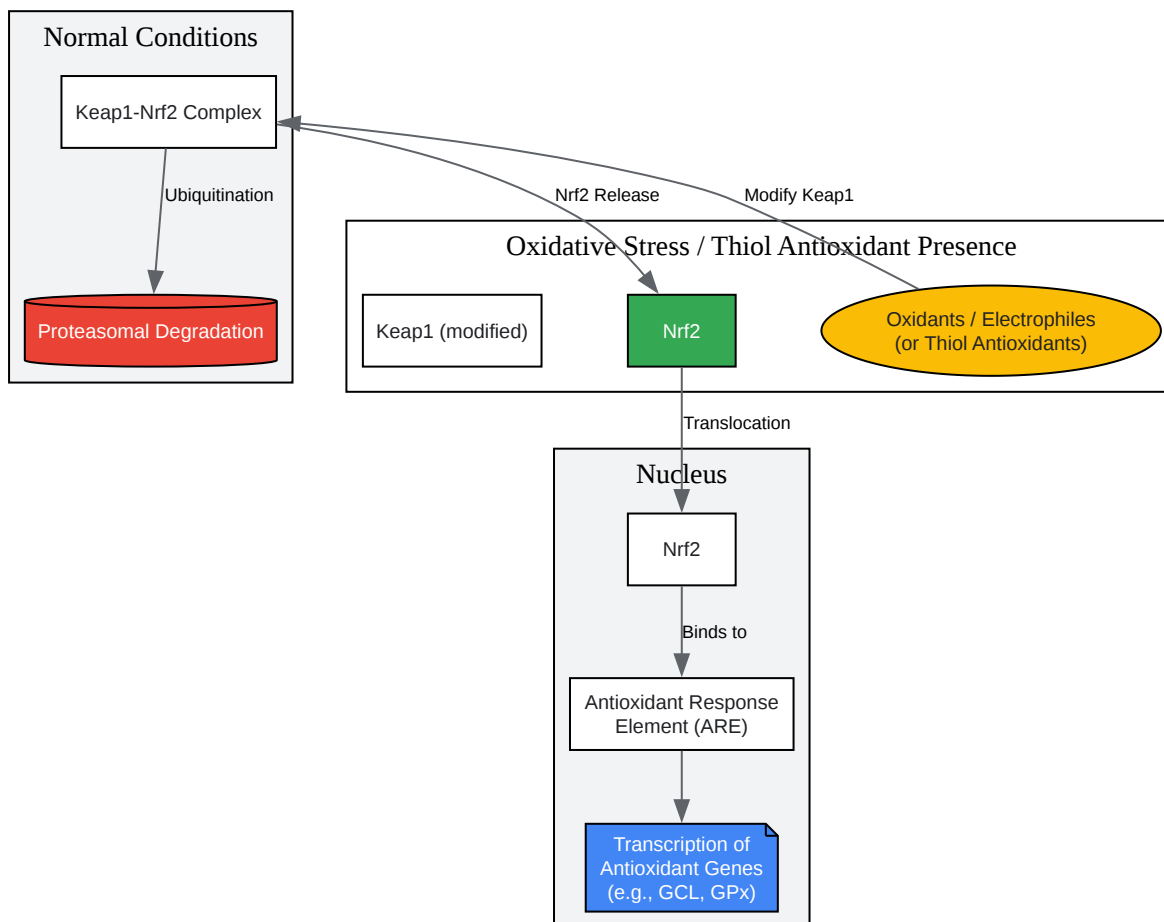 Normal Conditions
Keap1-Nrf2 Complex
Ubiquitination
Proteasomal Degradation
Nrf2 Release
Modify Keap1
Oxidative Stress / Thiol Antioxidant Presence
Keap1 (modified)
Nrf2
Oxidants / Electrophiles
(or Thiol Antioxidants)
Translocation
Nucleus
Nrf2
Binds to
Antioxidant Response
Element (ARE)
Transcription of
Antioxidant Genes
(e.g., GCL, GPx)